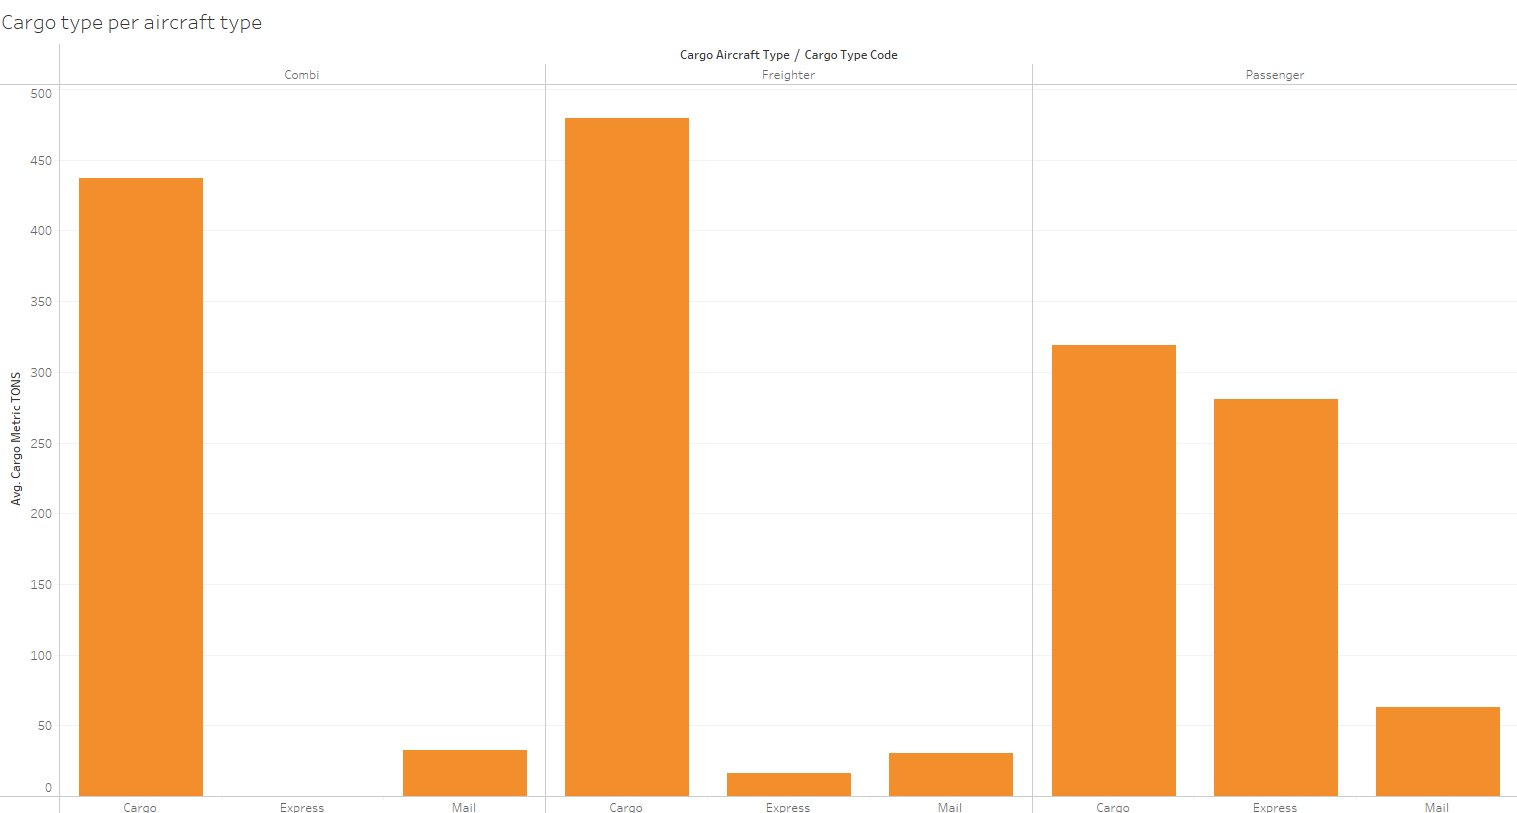 Cargo type per aircraft type
Cargo Aircraft Type / Cargo Type Code
Combi Freighter Passenger
500
450
400
350
300
250
200
150
100
50
0
Avg. Cargo Metric TONS
Cargo Express Mail Cargo Express Mail Cargo Express Mail